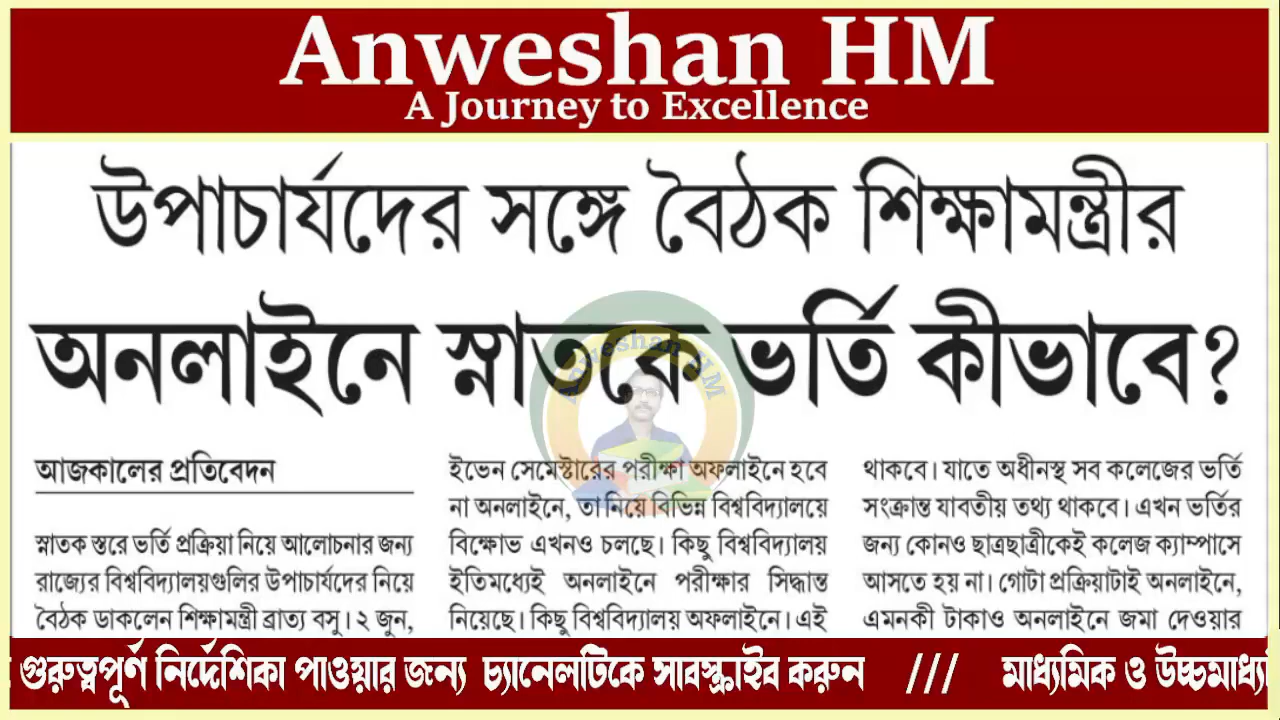 Anweshan HM
A Journey to Excellence
উপাচার্যদের সঙ্গে বৈঠক শিক্ষামন্ত্রীর
অনলাইনে স্নাতকে ভর্তি কীভাবে?
Anweshan HM
আজকালের প্রতিবেদন
স্নাতক স্তরে ভর্তি প্রক্রিয়া নিয়ে আলোচনার জন্য
রাজ্যের বিশ্ববিদ্যালয়গুলির উপাচার্যদের নিয়ে
বৈঠক ডাকলেন শিক্ষামন্ত্রী ব্রাত্য বসু। ২ জুন,
ইভেন সেমেস্টারের পরীক্ষা অফলাইনে হবে
না অনলাইনে, তা নিয়ে বিভিন্ন বিশ্ববিদ্যালয়ে
বিক্ষোভ এখনও চলছে। কিছু বিশ্ববিদ্যালয়
ইতিমধ্যেই অনলাইনে পরীক্ষার সিদ্ধান্ত
নিয়েছে। কিছু বিশ্ববিদ্যালয় অফলাইনে। এই
থাকবে। যাতে অধীনস্থ সব কলেজের ভর্তি
সংক্রান্ত যাবতীয় তথ্য থাকবে। এখন ভর্তির
জন্য কোনও ছাত্রছাত্রীকেই কলেজ ক্যাম্পাসে
আসতে হয় না। গোটা প্রক্রিয়াটাই অনলাইনে,
এমনকী টাকাও অনলাইনে জমা দেওয়ার
গুরুত্বপূর্ণ নির্দেশিকা পাওয়ার জন্য চ্যানেলটিকে সাবস্ক্রাইব করুন /// মাধ্যমিক ও উচ্চমাধ্য